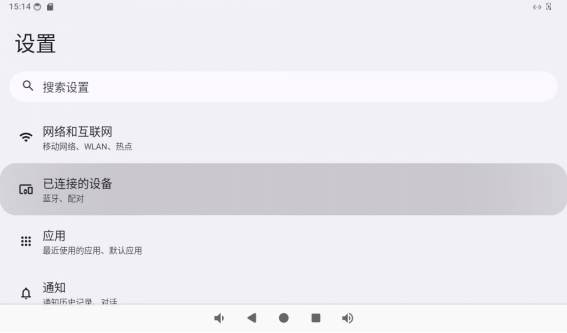 15:14
设置
搜索设置
网络和互联网
移动网络、WLAN、热点
已连接的设备
蓝牙、配对
应用
最近使用的应用、默认应用
通知
通知历史记录、对话